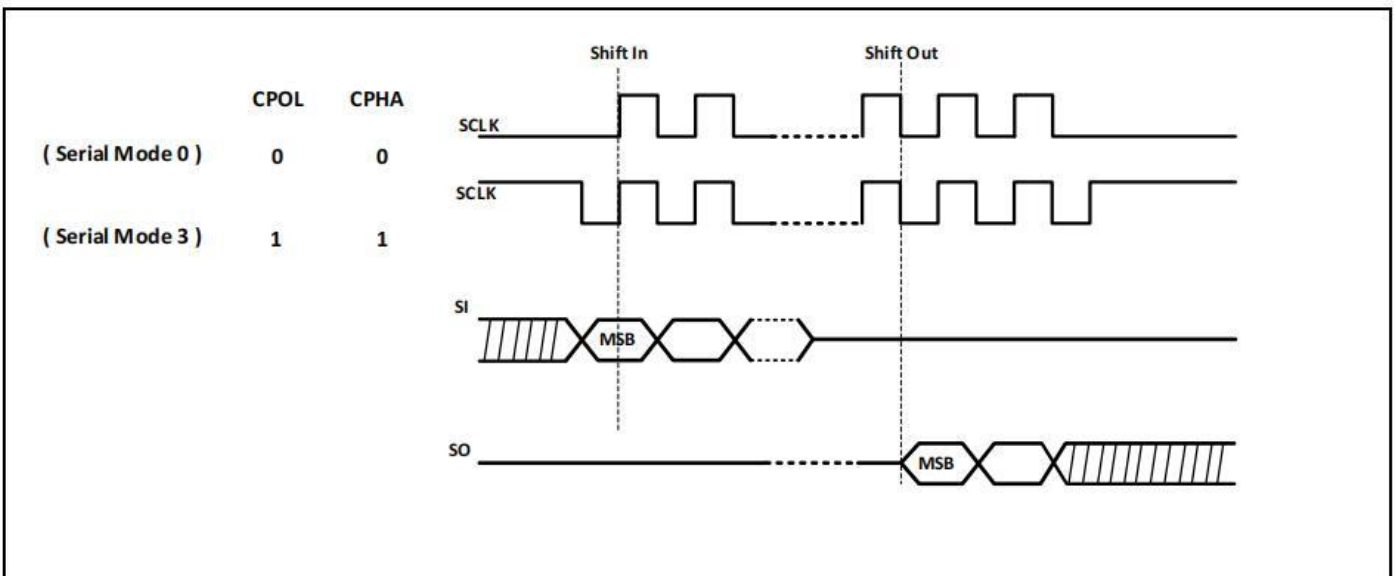 Shift In Shift Out
CPOL CPHA
SCLK
( Serial Mode 0 ) 0 0
SCLK
( Serial Mode 3 ) 1 1
SI
MSB
SO
MSB